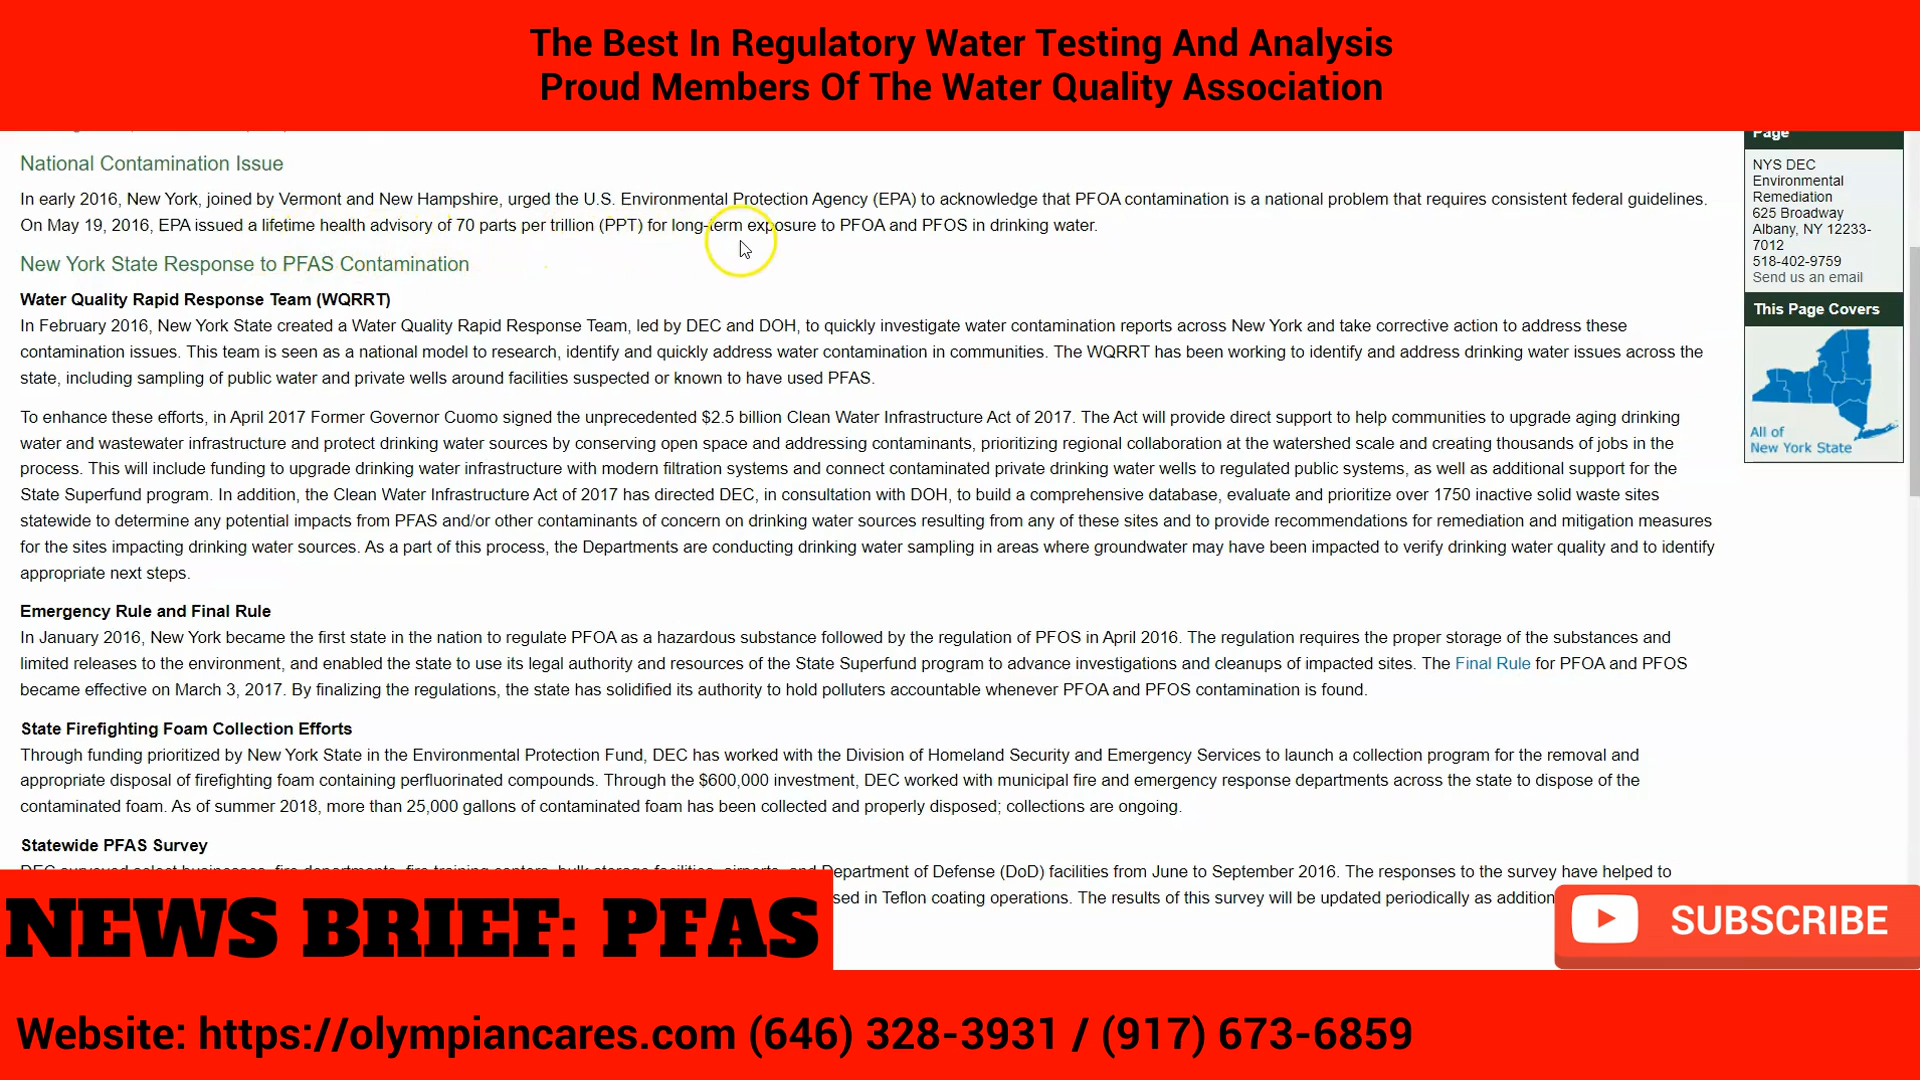 The Best In Regulatory Water Testing And Analysis
Proud Members Of The Water Quality Association
National Contamination Issue
In early 2016, New York, joined by Vermont and New Hampshire, urged the U.S. Environmental Protection Agency (EPA) to acknowledge that PFOA contamination is a national problem that requires consistent federal guidelines.
On May 19, 2016, EPA issued a lifetime health advisory of 70 parts per trillion (PPT) for long-term exposure to PFOA and PFOS in drinking water.
New York State Response to PFAS Contamination
Water Quality Rapid Response Team (WQRRT)
In February 2016, New York State created a Water Quality Rapid Response Team, led by DEC and DOH, to quickly investigate water contamination reports across New York and take corrective action to address these
contamination issues. This team is seen as a national model to research, identify and quickly address water contamination in communities. The WQRRT has been working to identify and address drinking water issues across the
state, including sampling of public water and private wells around facilities suspected or known to have used PFAS.
To enhance these efforts, in April 2017 Former Governor Cuomo signed the unprecedented $2.5 billion Clean Water Infrastructure Act of 2017. The Act will provide direct support to help communities to upgrade aging drinking
water and wastewater infrastructure and protect drinking water sources by conserving open space and addressing contaminants, prioritizing regional collaboration at the watershed scale and creating thousands of jobs in the
process. This will include funding to upgrade drinking water infrastructure with modern filtration systems and connect contaminated private drinking water wells to regulated public systems, as well as additional support for the
State Superfund program. In addition, the Clean Water Infrastructure Act of 2017 has directed DEC, in consultation with DOH, to build a comprehensive database, evaluate and prioritize over 1750 inactive solid waste sites
statewide to determine any potential impacts from PFAS and/or other contaminants of concern on drinking water sources resulting from any of these sites and to provide recommendations for remediation and mitigation measures
for the sites impacting drinking water sources. As a part of this process, the Departments are conducting drinking water sampling in areas where groundwater may have been impacted to verify drinking water quality and to identify
appropriate next steps.
Emergency Rule and Final Rule
In January 2016, New York became the first state in the nation to regulate PFOA as a hazardous substance followed by the regulation of PFOS in April 2016. The regulation requires the proper storage of the substances and
limited releases to the environment, and enabled the state to use its legal authority and resources of the State Superfund program to advance investigations and cleanups of impacted sites. The Final Rule for PFOA and PFOS
became effective on March 3, 2017. By finalizing the regulations, the state has solidified its authority to hold polluters accountable whenever PFOA and PFOS contamination is found.
State Firefighting Foam Collection Efforts
Through funding prioritized by New York State in the Environmental Protection Fund, DEC has worked with the Division of Homeland Security and Emergency Services to launch a collection program for the removal and
appropriate disposal of firefighting foam containing perfluorinated compounds. Through the $600,000 investment, DEC worked with municipal fire and emergency response departments across the state to dispose of the
contaminated foam. As of summer 2018, more than 25,000 gallons of contaminated foam has been collected and properly disposed; collections are ongoing.
Statewide PFAS Survey
DEC surveyed select businesses, fire departments, fire training centers, bulk storage facilities, airports, and Department of Defense (DoD) facilities from June to September 2016. The responses to the survey have helped to
sed in Teflon coating operations. The results of this survey will be updated periodically as addition
Page
NYS DEC
Environmental
Remediation
625 Broadway
Albany, NY 12233-
7012
518-402-9759
Send us an email
This Page Covers
All of
New York State
NEWS BRIEF: PFAS
SUBSCRIBE
Website: https://olympiancares.com (646) 328-3931 / (917) 673-6859